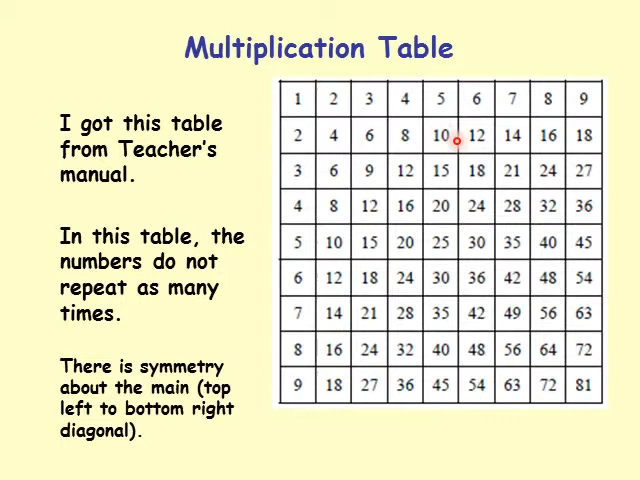 Multiplication Table
I got this table
from Teacher's
manual.
In this table, the
numbers do not
repeat as many
times.
There is symmetry
about the main (top
left to bottom right
diagonal).
1 2 3 4 5 6 7 8 9
2 4 6 8 10 12 14 16 18
3 6 9 12 15 18 21 24 27
4 8 12 16 20 24 28 32 36
5 10 15 20 25 30 35 40 45
6 12 18 24 30 36 42 48 54
7 14 21 28 35 42 49 56 63
8 16 24 32 40 48 56 64 72
9 18 27 36 45 54 63 72 81